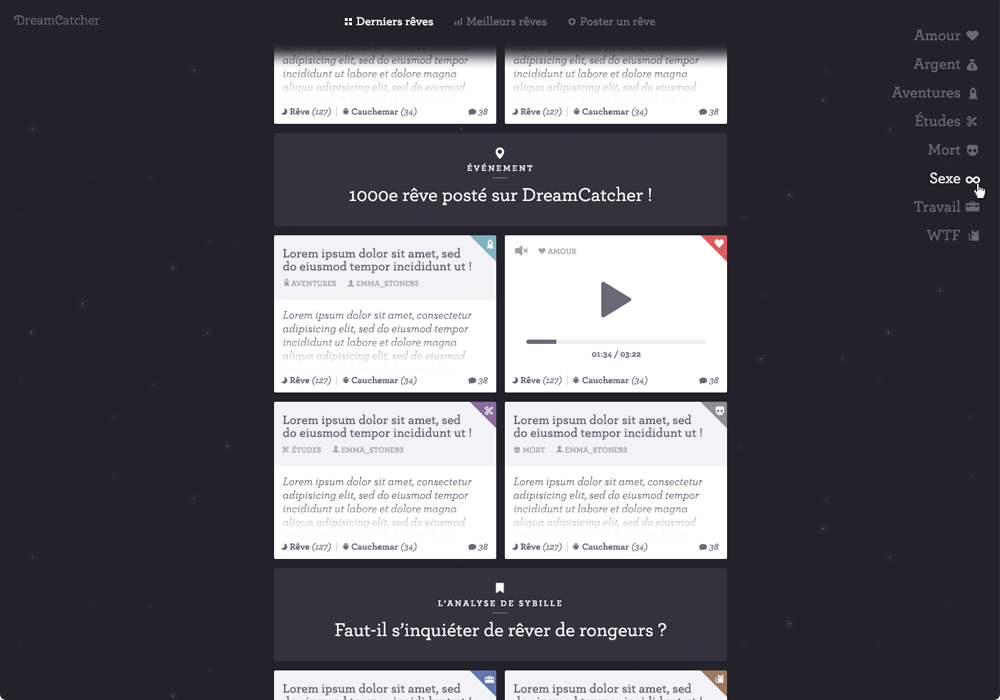 DreamCatcher
Derniers rêves
Meilleurs rêves
Poster un rêve
Amour
Argent
Aventures
Études
Mort
Sexe
Travail
WTF
adipisicing elit, sed do eiusmod tempor
incididunt ut labore et dolore magna
aliqua adipisicing elit, sed do eiusmod
Rêve (127) | Cauchemar (34) 38
adipisicing elit, sed do eiusmod tempor
incididunt ut labore et dolore magna
aliqua adipisicing elit, sed do eiusmod
Rêve (127) | Cauchemar (34) 38
ÉVÉNEMENT
1000e rêve posté sur DreamCatcher !
Lorem ipsum dolor sit amet, sed
do eiusmod tempor incididunt ut !
AVENTURES EMMA_STONE93
Lorem ipsum dolor sit amet, consectetur
adipisicing elit, sed do eiusmod tempor
incididunt ut labore et dolore magna
aliqua adipisicing elit, sed do eiusmod
Rêve (127) | Cauchemar (34) 38
AMOUR
01:34 / 03:22
Rêve (127) | Cauchemar (34) 38
Lorem ipsum dolor sit amet, sed
do eiusmod tempor incididunt ut !
ÉTUDES EMMA_STONE93
Lorem ipsum dolor sit amet, consectetur
adipisicing elit, sed do eiusmod tempor
incididunt ut labore et dolore magna
aliqua adipisicing elit, sed do eiusmod
Rêve (127) | Cauchemar (34) 38
Lorem ipsum dolor sit amet, sed
do eiusmod tempor incididunt ut !
MORT EMMA_STONE93
Lorem ipsum dolor sit amet, consectetur
adipisicing elit, sed do eiusmod tempor
incididunt ut labore et dolore magna
aliqua adipisicing elit, sed do eiusmod
Rêve (127) | Cauchemar (34) 38
L'ANALYSE DE SYBILLE
Faut-il s'inquiéter de rêver de rongeurs ?
Lorem ipsum dolor sit amet, sed
Lorem ipsum dolor sit amet, sed